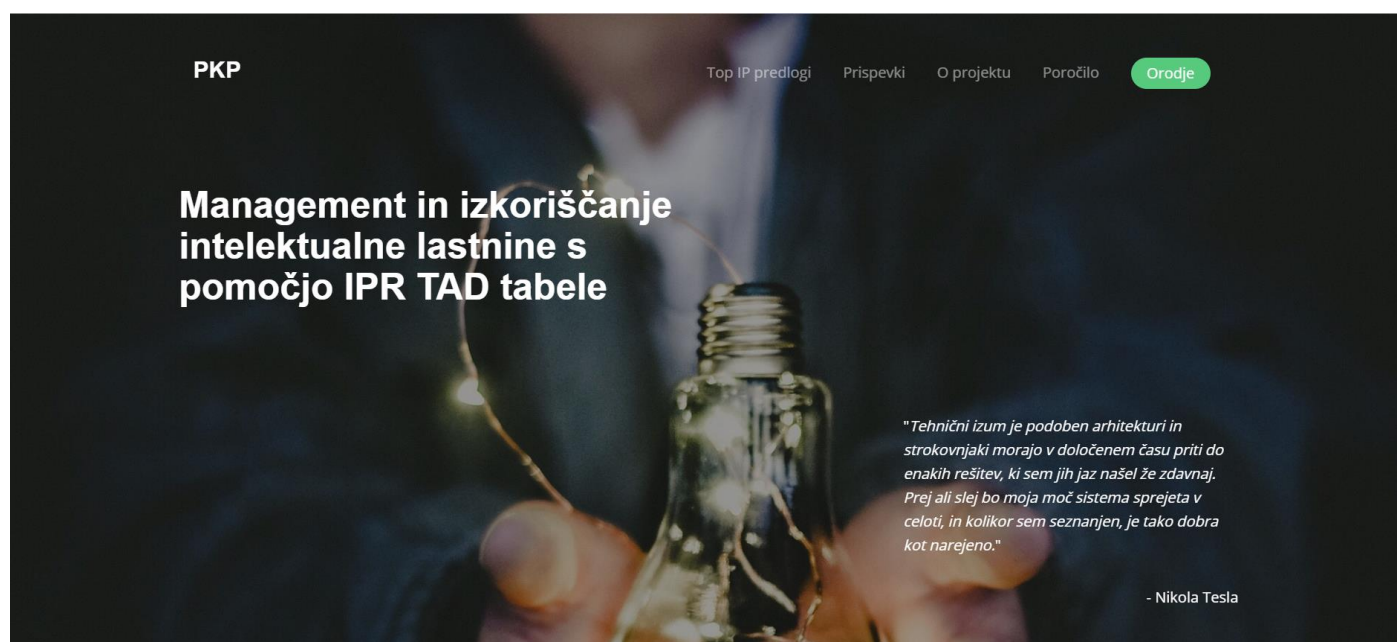 PKP
Top IP predlogi Prispevki O projektu Poročilo Orodje
Management in izkoriščanje
intelektualne lastnine s
pomočjo IPR TAD tabele
"Tehnični izum je podoben arhitekturi in
strokovnjaki morajo v določenem času priti do
enakih rešitev, ki sem jih jaz našel že zdavnaj.
Prej ali slej bo moja moč sistema sprejeta v
celoti, in kolikor sem seznanjen, je tako dobra
kot narejeno."
- Nikola Tesla